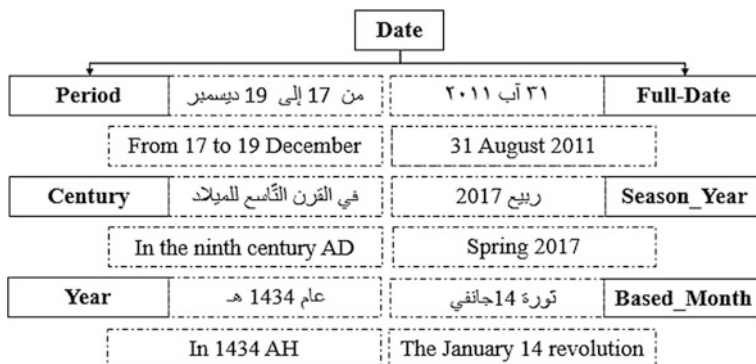 Date
Period من 17 إلى 19 ديسمبر ٣١ آب ٢٠١١ Full-Date
From 17 to 19 December 31 August 2011
Century في القرن التّاسع للميلاد ربيع 2017 Season_Year
In the ninth century AD Spring 2017
Year عام 1434 هـ ثورة 14جانفي Based_Month
In 1434 AH The January 14 revolution